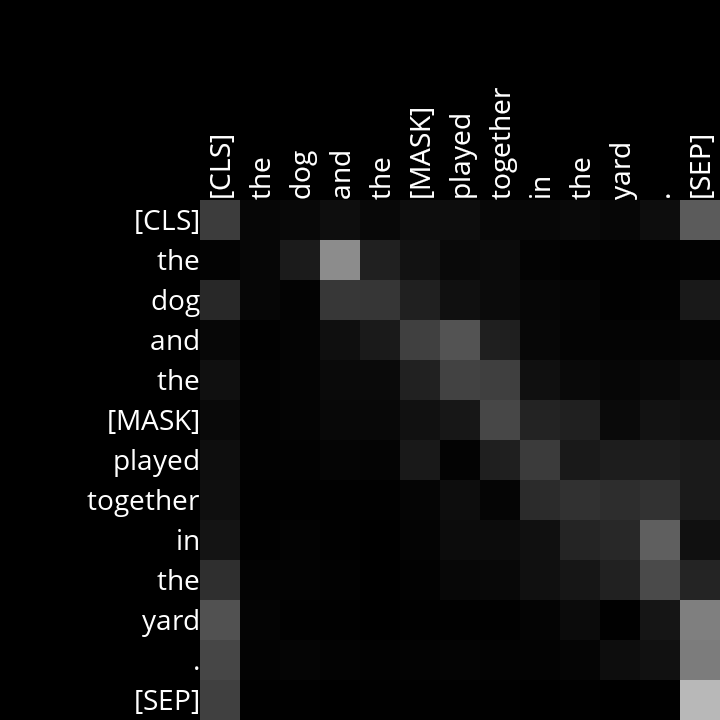 [CLS] the dog and the [MASK] played together in the yard . [SEP]
[CLS]
the
dog
and
the
[MASK]
played
together
in
the
yard
.
[SEP]